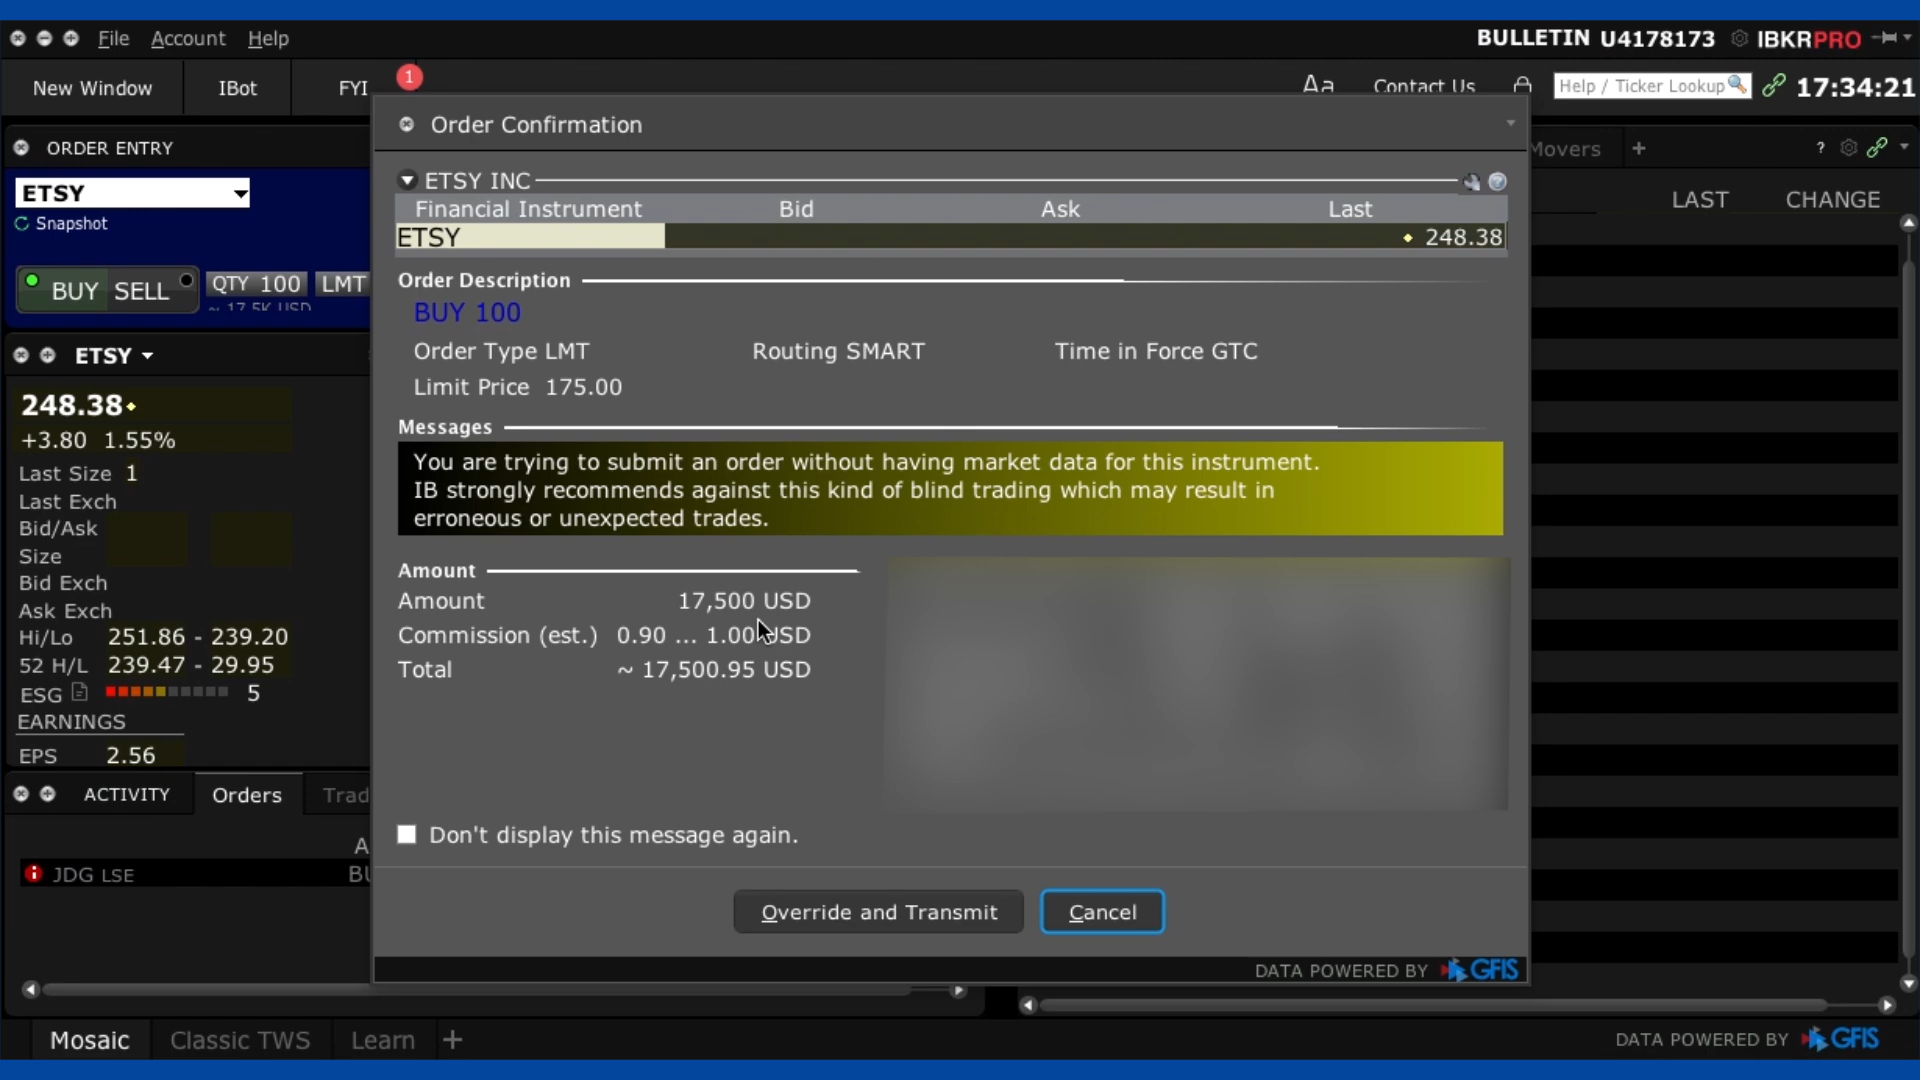 File Account Help
BULLETIN U4178173 IBKRPRO
New Window IBot FYI 1
Aa Contact Us Help / Ticker Lookup 17:34:21
ORDER ENTRY
ETSY
Snapshot
BUY SELL QTY 100 LMT
~ 17.5K USD
ETSY
248.38
+3.80 1.55%
Last Size 1
Last Exch
Bid/Ask
Size
Bid Exch
Ask Exch
Hi/Lo 251.86 - 239.20
52 H/L 239.47 - 29.95
ESG 5
EARNINGS
EPS 2.56
ACTIVITY Orders Trad
A
JDG LSE BU
Order Confirmation
ETSY INC
Financial Instrument Bid Ask Last
ETSY 248.38
Order Description
BUY 100
Order Type LMT Routing SMART Time in Force GTC
Limit Price 175.00
Messages
You are trying to submit an order without having market data for this instrument.
IB strongly recommends against this kind of blind trading which may result in
erroneous or unexpected trades.
Amount
Amount 17,500 USD
Commission (est.) 0.90 ... 1.00 USD
Total ~ 17,500.95 USD
Don't display this message again.
Override and Transmit Cancel
DATA POWERED BY GFIS
Movers + ?
LAST CHANGE
Mosaic Classic TWS Learn +
DATA POWERED BY GFIS